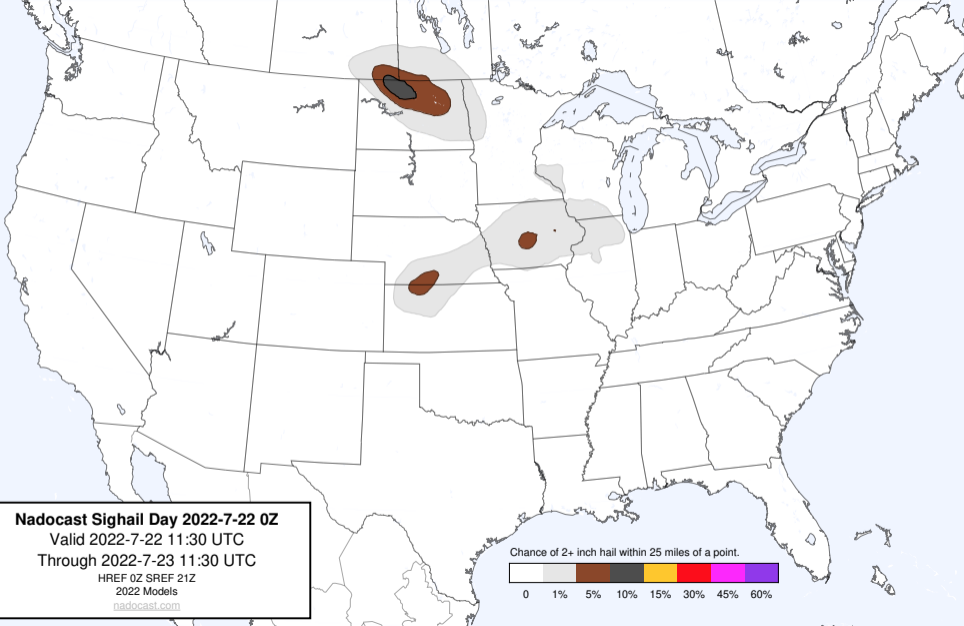 Nadocast Sighail Day 2022-7-22 0Z
Valid 2022-7-22 11:30 UTC
Through 2022-7-23 11:30 UTC
HREF 0Z SREF 21Z
2022 Models
nadocast.com
Chance of 2+ inch hail within 25 miles of a point.
0 1% 5% 10% 15% 30% 45% 60%